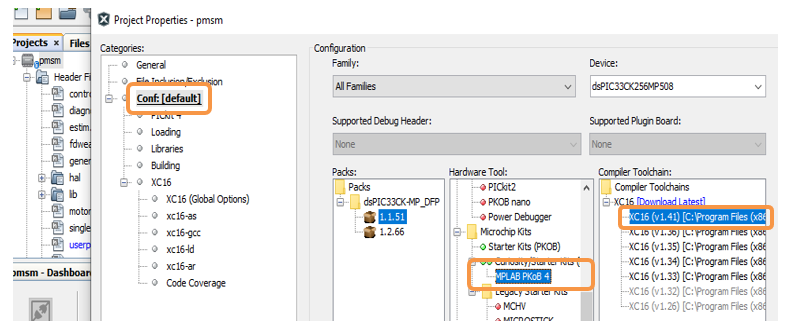 Project Properties - pmsm
Projects × Files
pmsm
Header Fi
contro
diagn
estim.
fdwea
gener
hal
lib
motor
single
userp
pmsm - Dashboar
Categories:
General
File Inclusion/Exclusion
Conf: [default]
PICkit 4
Loading
Libraries
Building
XC16
XC16 (Global Options)
xc16-as
xc16-gcc
xc16-ld
xc16-ar
Code Coverage
Configuration
Family:
All Families
Device:
dsPIC33CK256MP508
Supported Debug Header:
None
Supported Plugin Board:
None
Packs:
Packs
dsPIC33CK-MP_DFP
1.1.51
1.2.66
Hardware Tool:
PICkit2
PKOB nano
Power Debugger
Microchip Kits
Starter Kits (PKOB)
Curiosity/Starter Kits (
MPLAB PKoB 4
Legacy Starter Kits
MCHV
MICROSTICK
Compiler Toolchain:
Compiler Toolchains
XC16 [Download Latest]
XC16 (v1.41) [C:\Program Files (x86
XC16 (v1.36) [C:\Program Files (x86
XC16 (v1.35) [C:\Program Files (x86
XC16 (v1.34) [C:\Program Files (x86
XC16 (v1.33) [C:\Program Files (x86
XC16 (v1.32) [C:\Program Files (x86
XC16 (v1.26) [C:\Program Files (x86